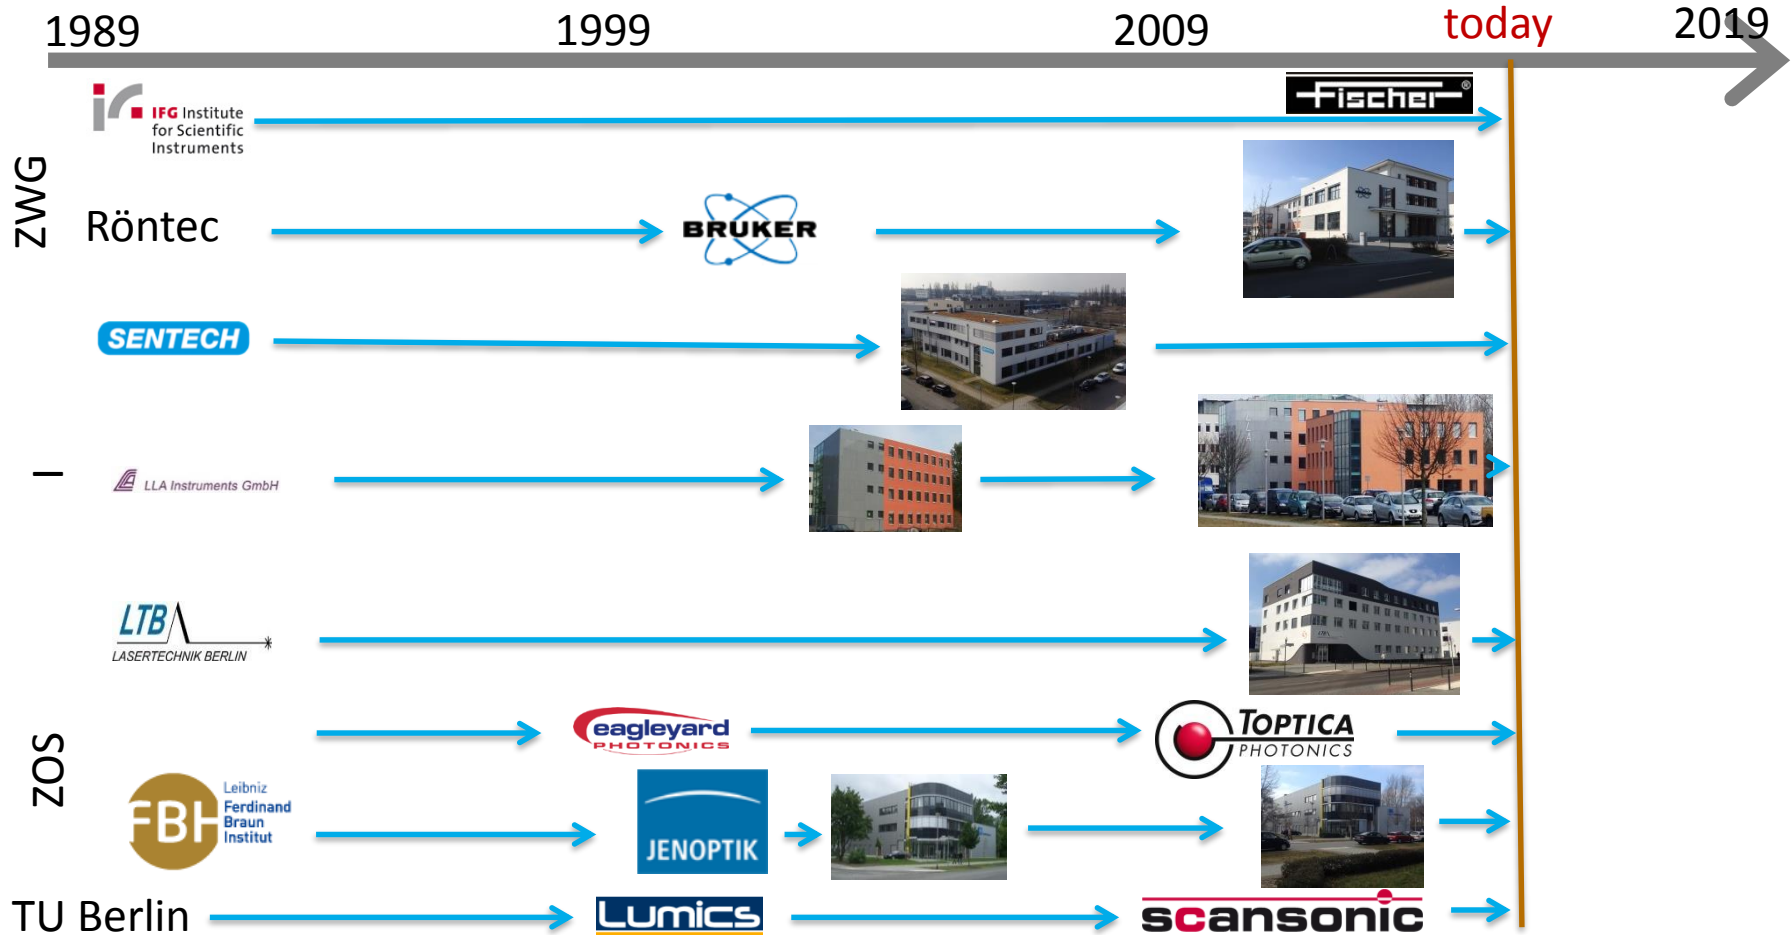 1989
1999
2009
today
2019
ZWG
IFG Institute
for Scientific
Instruments
Fischer®
Röntec
BRUKER
SENTECH
I
LLA Instruments GmbH
LTB
LASERTECHNIK BERLIN
ZOS
eagleyard
PHOTONICS
TOPTICA
PHOTONICS
FBH
Leibniz
Ferdinand
Braun
Institut
JENOPTIK
TU Berlin
Lumics
scansonic